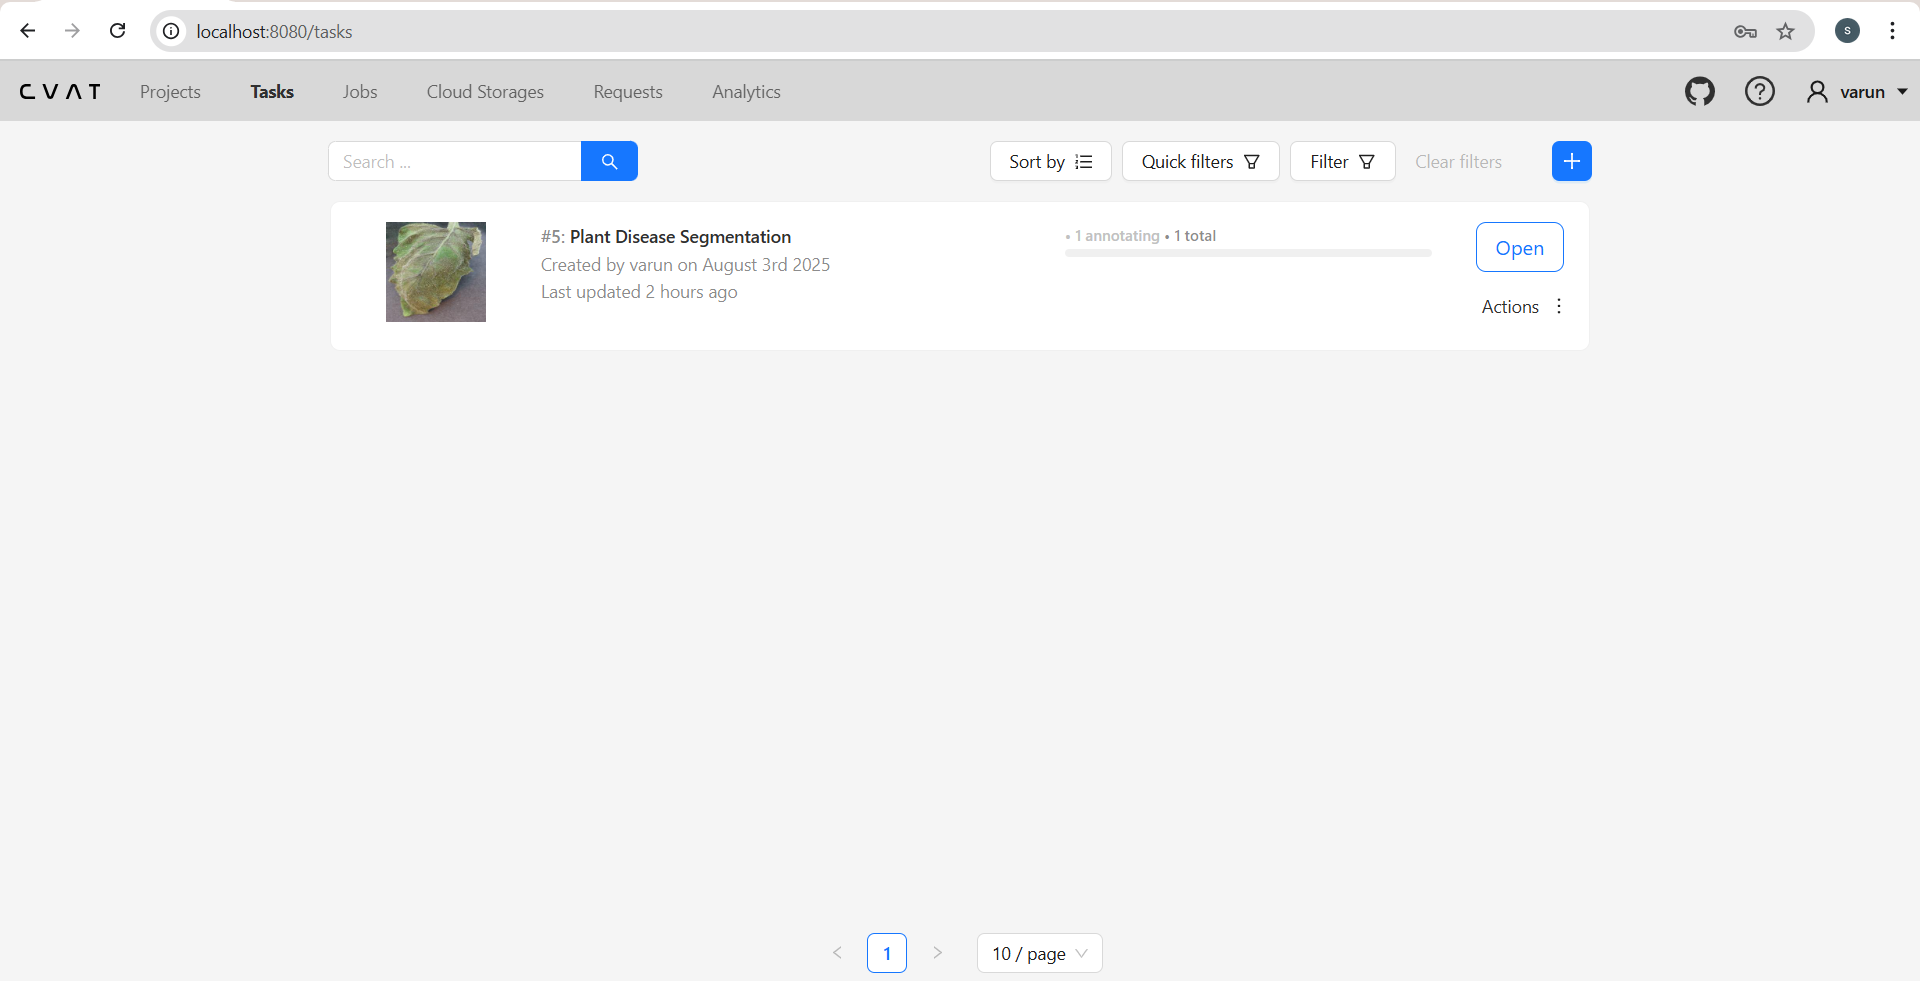 localhost:8080/tasks
s
CVAT Projects Tasks Jobs Cloud Storages Requests Analytics varun
Search ... Sort by Quick filters Filter Clear filters
#5: Plant Disease Segmentation
Created by varun on August 3rd 2025
Last updated 2 hours ago
• 1 annotating • 1 total
Open
Actions
1 10 / page